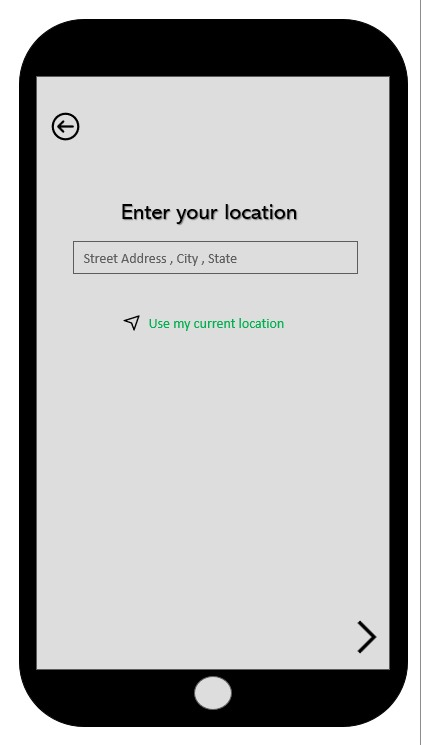 Enter your location
Street Address , City , State
Use my current location